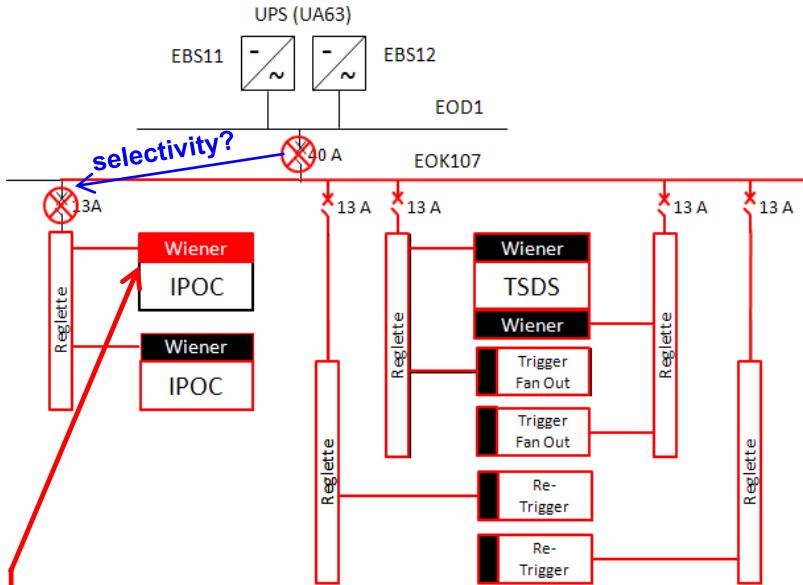 UPS (UA63)
EBS11
-
~
-
~
EBS12
EOD1
selectivity?
40 A
EOK107
13A
13 A
13 A
13 A
13 A
Reglette
Wiener
IPOC
Wiener
IPOC
Reglette
Reglette
Wiener
TSDS
Wiener
Trigger
Fan Out
Trigger
Fan Out
Re-
Trigger
Re-
Trigger
Reglette
Reglette